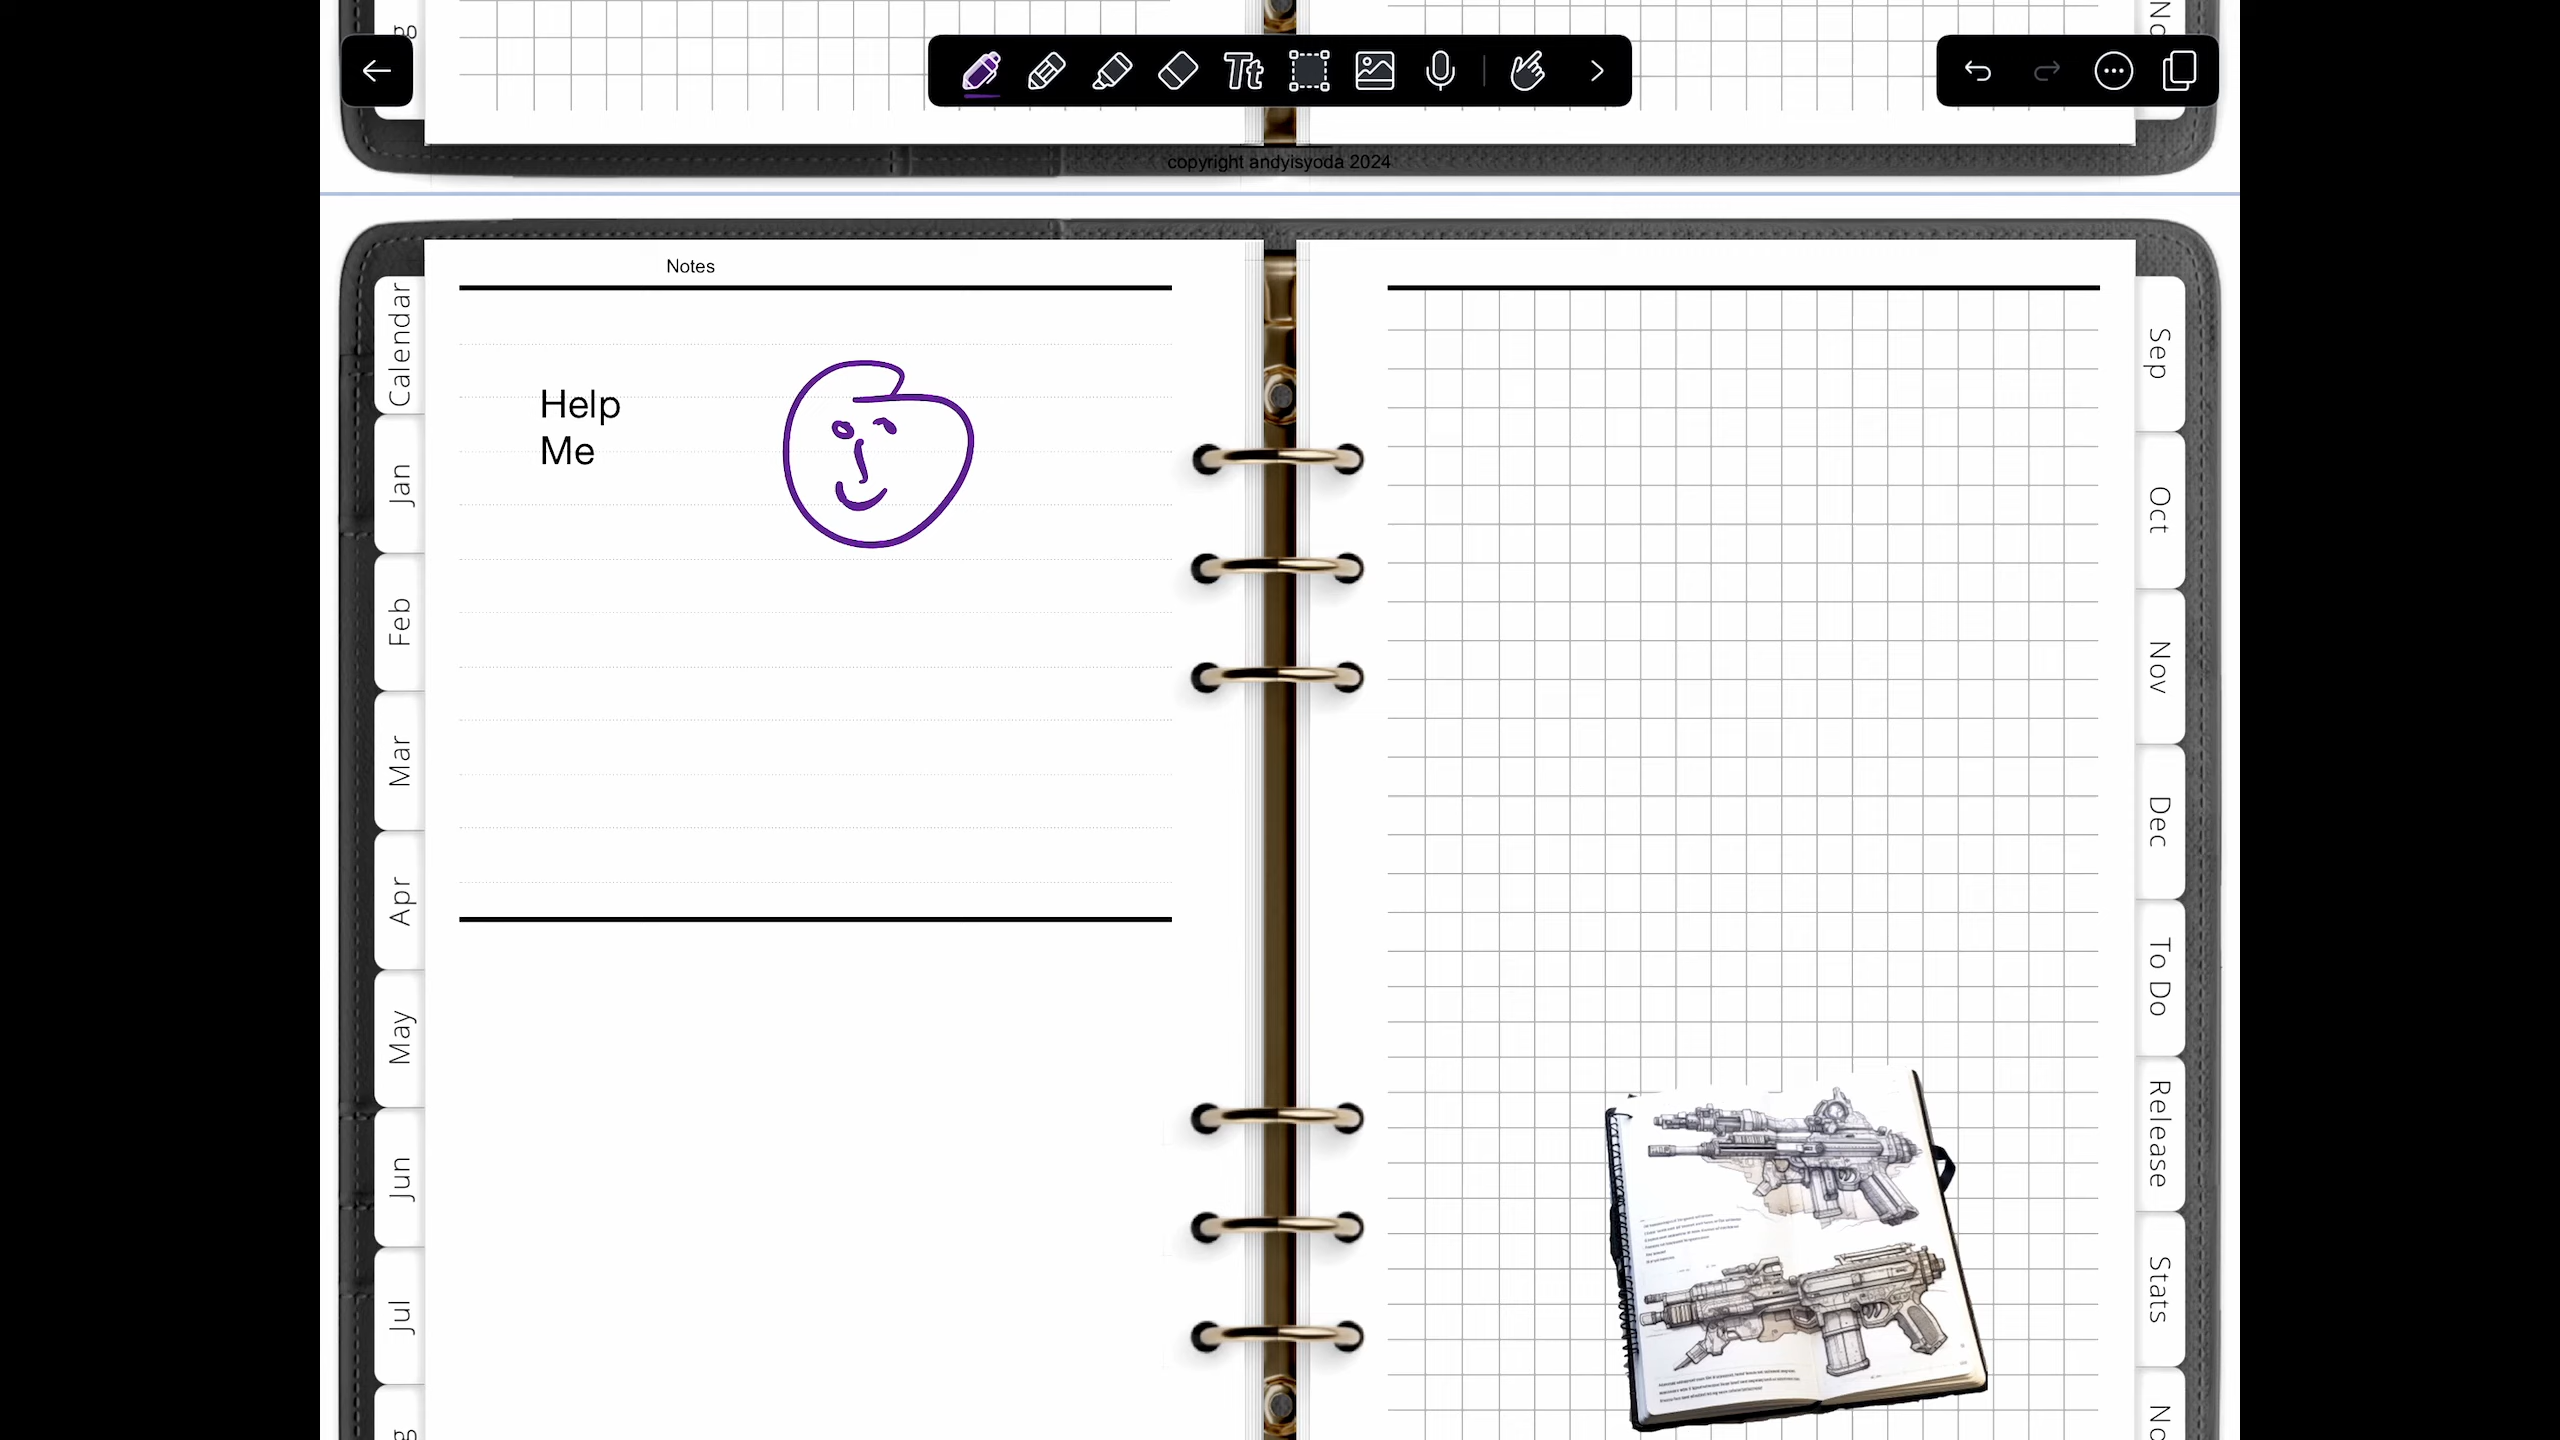 Tt
copyright andyisyoda 2024
Notes
Help
Me
Calendar
Jan
Feb
Mar
Apr
May
Jun
Jul
Sep
Oct
Nov
Dec
To Do
Release
Stats